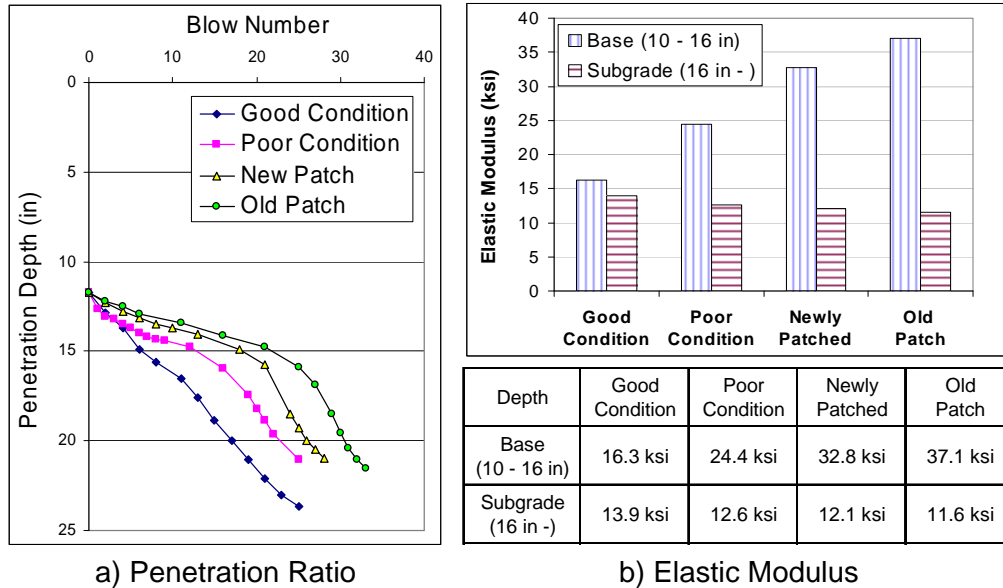 Blow Number
0 10 20 30 40
0
5
10
15
20
25
Penetration Depth (in)
Good Condition
Poor Condition
New Patch
Old Patch
a) Penetration Ratio
40
35
30
25
20
15
10
5
0
Elastic Modulus (ksi)
Base (10 - 16 in)
Subgrade (16 in - )
Good Poor Newly Old
Condition Condition Patched Patch
Depth Good Condition Poor Condition Newly Patched Old Patch
Base (10 - 16 in) 16.3 ksi 24.4 ksi 32.8 ksi 37.1 ksi
Subgrade (16 in -) 13.9 ksi 12.6 ksi 12.1 ksi 11.6 ksi
b) Elastic Modulus